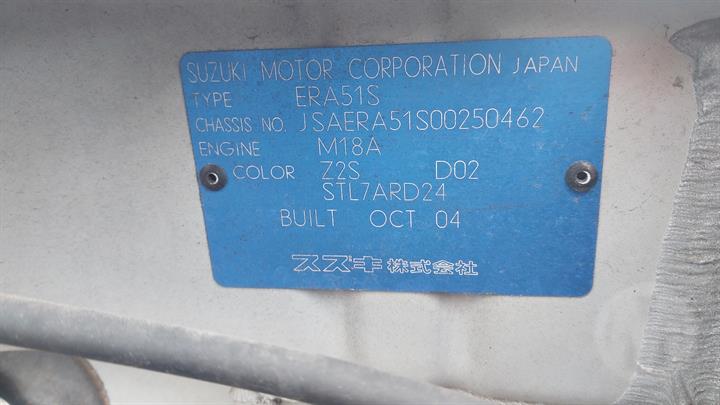 SUZUKI MOTOR CORPORATION JAPAN
TYPE ERA51S
CHASSIS NO. JSAERA51S00250462
ENGINE M18A
COLOR Z2S D02
STL7ARD24
BUILT OCT 04
スズキ株式会社